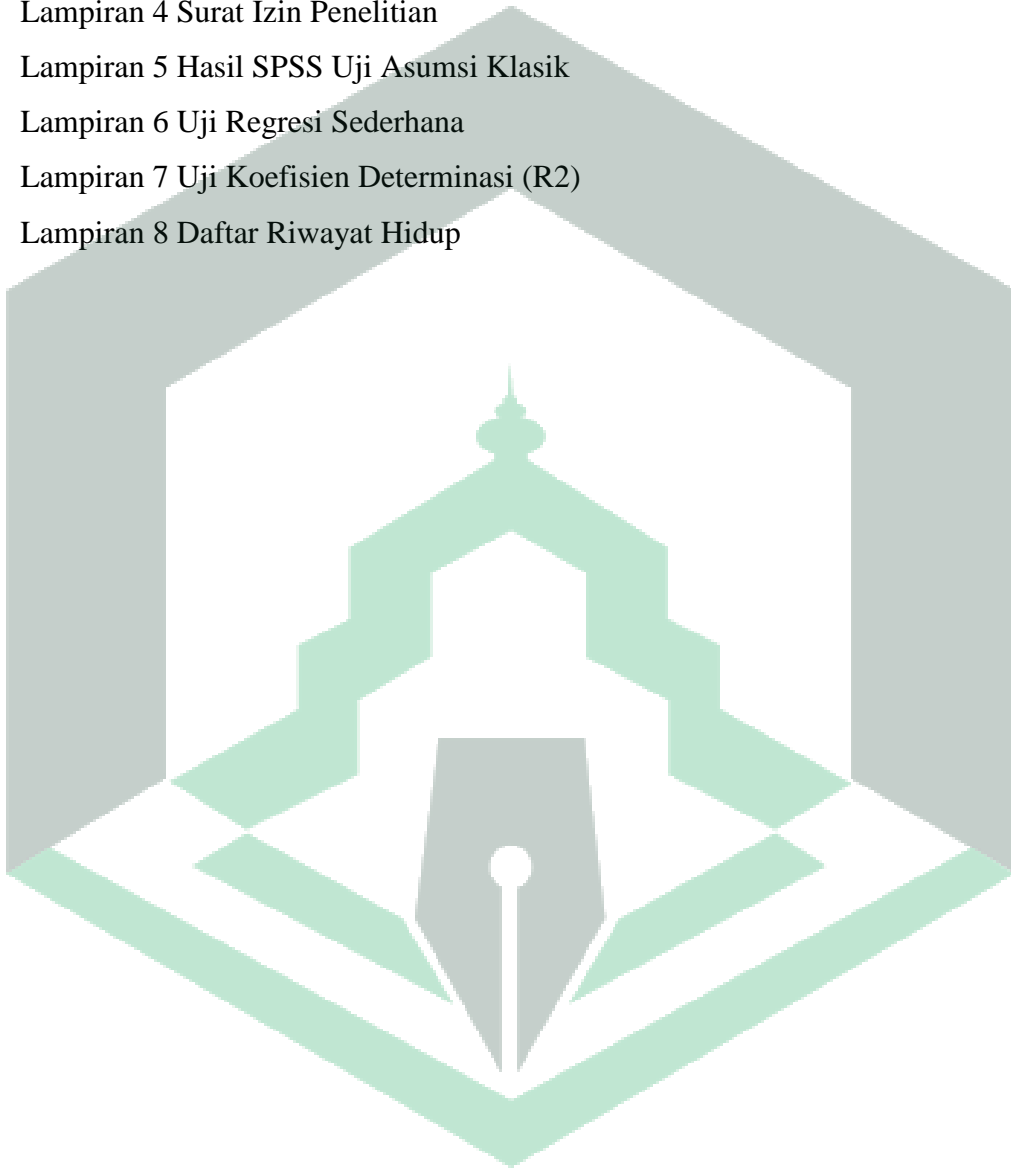 Lampiran 4 Surat Izin Penelitian
Lampiran 5 Hasil SPSS Uji Asumsi Klasik
Lampiran 6 Uji Regresi Sederhana
Lampiran 7 Uji Koefisien Determinasi (R2)
Lampiran 8 Daftar Riwayat Hidup